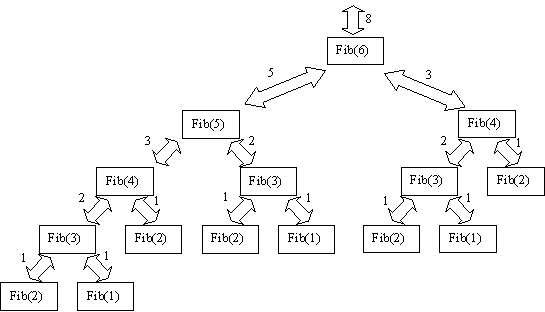 8
Fib(6)
5 3
Fib(5) Fib(4)
3 2 2 1
Fib(4) Fib(3) Fib(3) Fib(2)
2 1 1 1 1 1
Fib(3) Fib(2) Fib(2) Fib(1) Fib(2) Fib(1)
1 1
Fib(2) Fib(1)